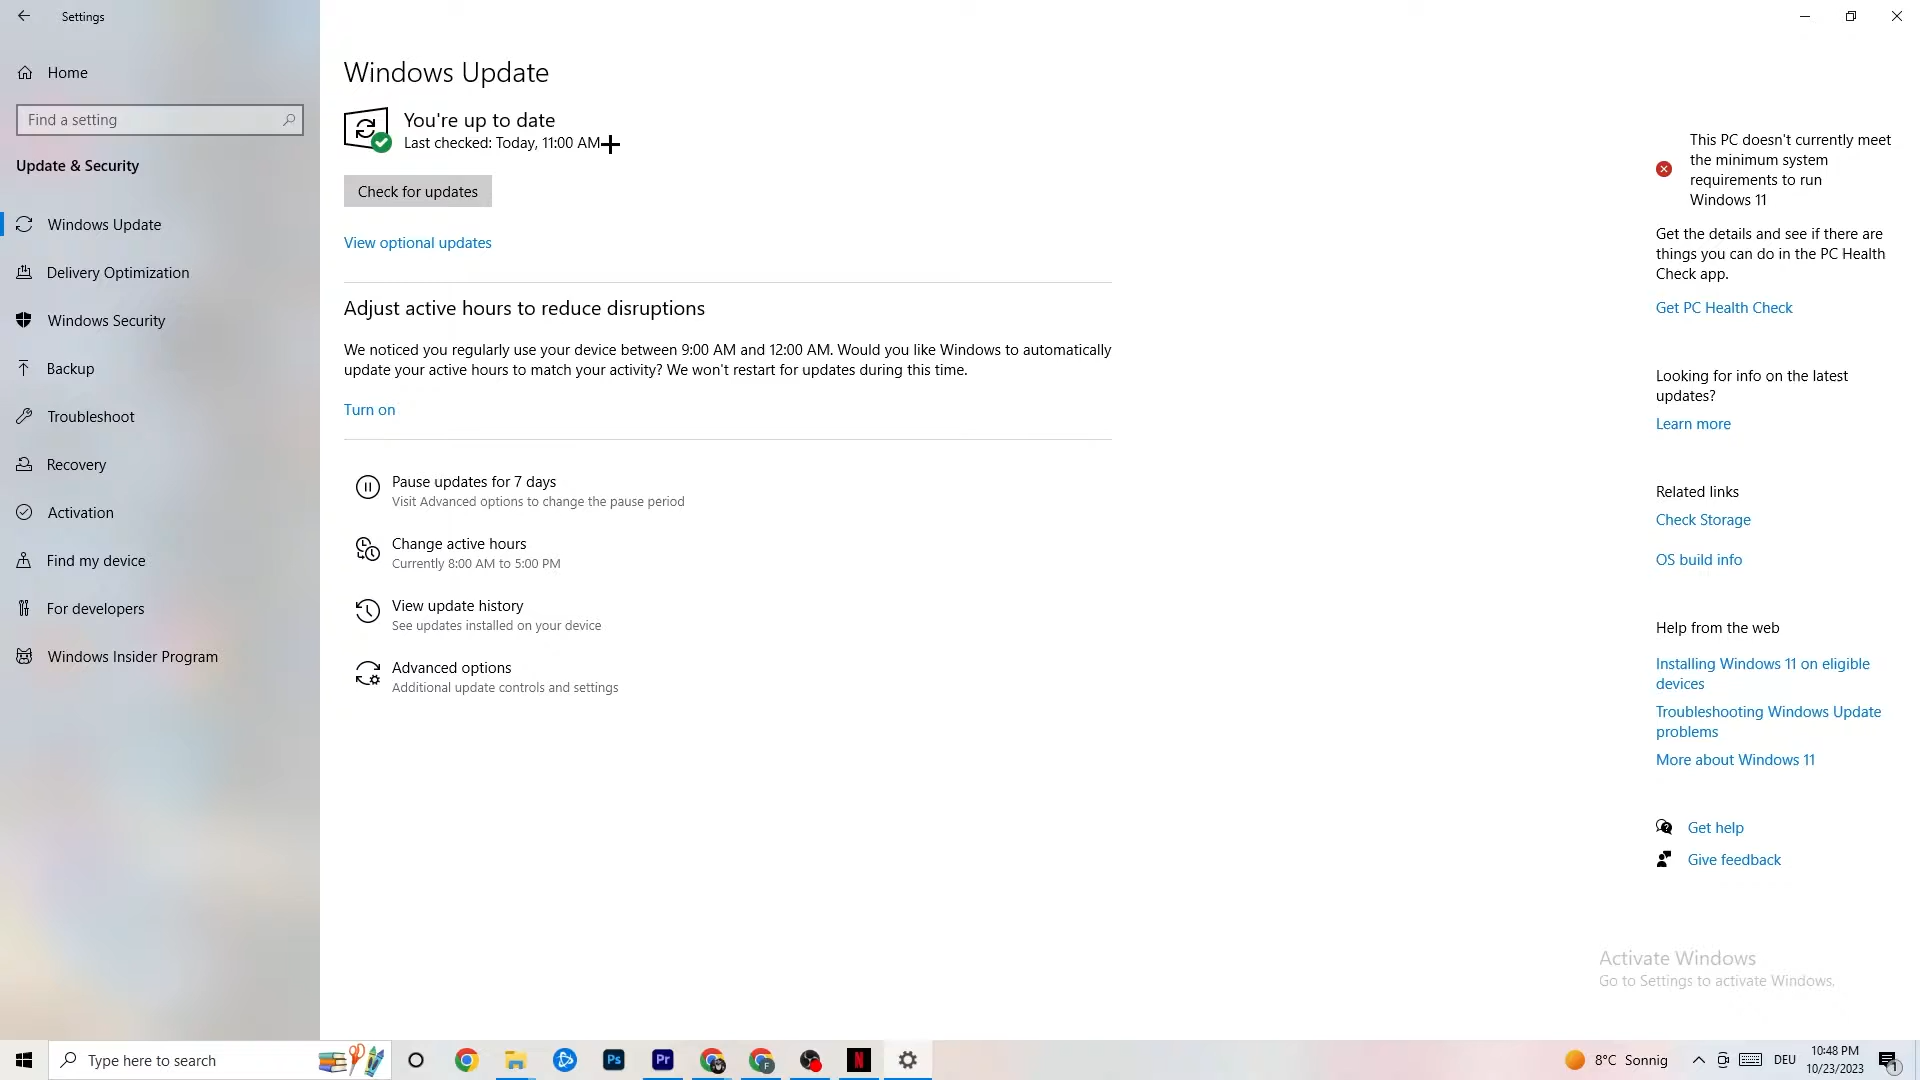 Settings
Home
Find a setting
Update & Security
Windows Update
Delivery Optimization
Windows Security
Backup
Troubleshoot
Recovery
Activation
Find my device
For developers
Windows Insider Program
Windows Update
You're up to date
Last checked: Today, 11:00 AM
Check for updates
View optional updates
Adjust active hours to reduce disruptions
We noticed you regularly use your device between 9:00 AM and 12:00 AM. Would you like Windows to automatically
update your active hours to match your activity? We won't restart for updates during this time.
Turn on
Pause updates for 7 days
Visit Advanced options to change the pause period
Change active hours
Currently 8:00 AM to 5:00 PM
View update history
See updates installed on your device
Advanced options
Additional update controls and settings
This PC doesn't currently meet
the minimum system
requirements to run
Windows 11
Get the details and see if there are
things you can do in the PC Health
Check app.
Get PC Health Check
Looking for info on the latest
updates?
Learn more
Related links
Check Storage
OS build info
Help from the web
Installing Windows 11 on eligible
devices
Troubleshooting Windows Update
problems
More about Windows 11
Get help
Give feedback
Activate Windows
Go to Settings to activate Windows.
Type here to search
Ps
Pr
F
N
8°C Sonnig
DEU
10:48 PM
10/23/2023
1